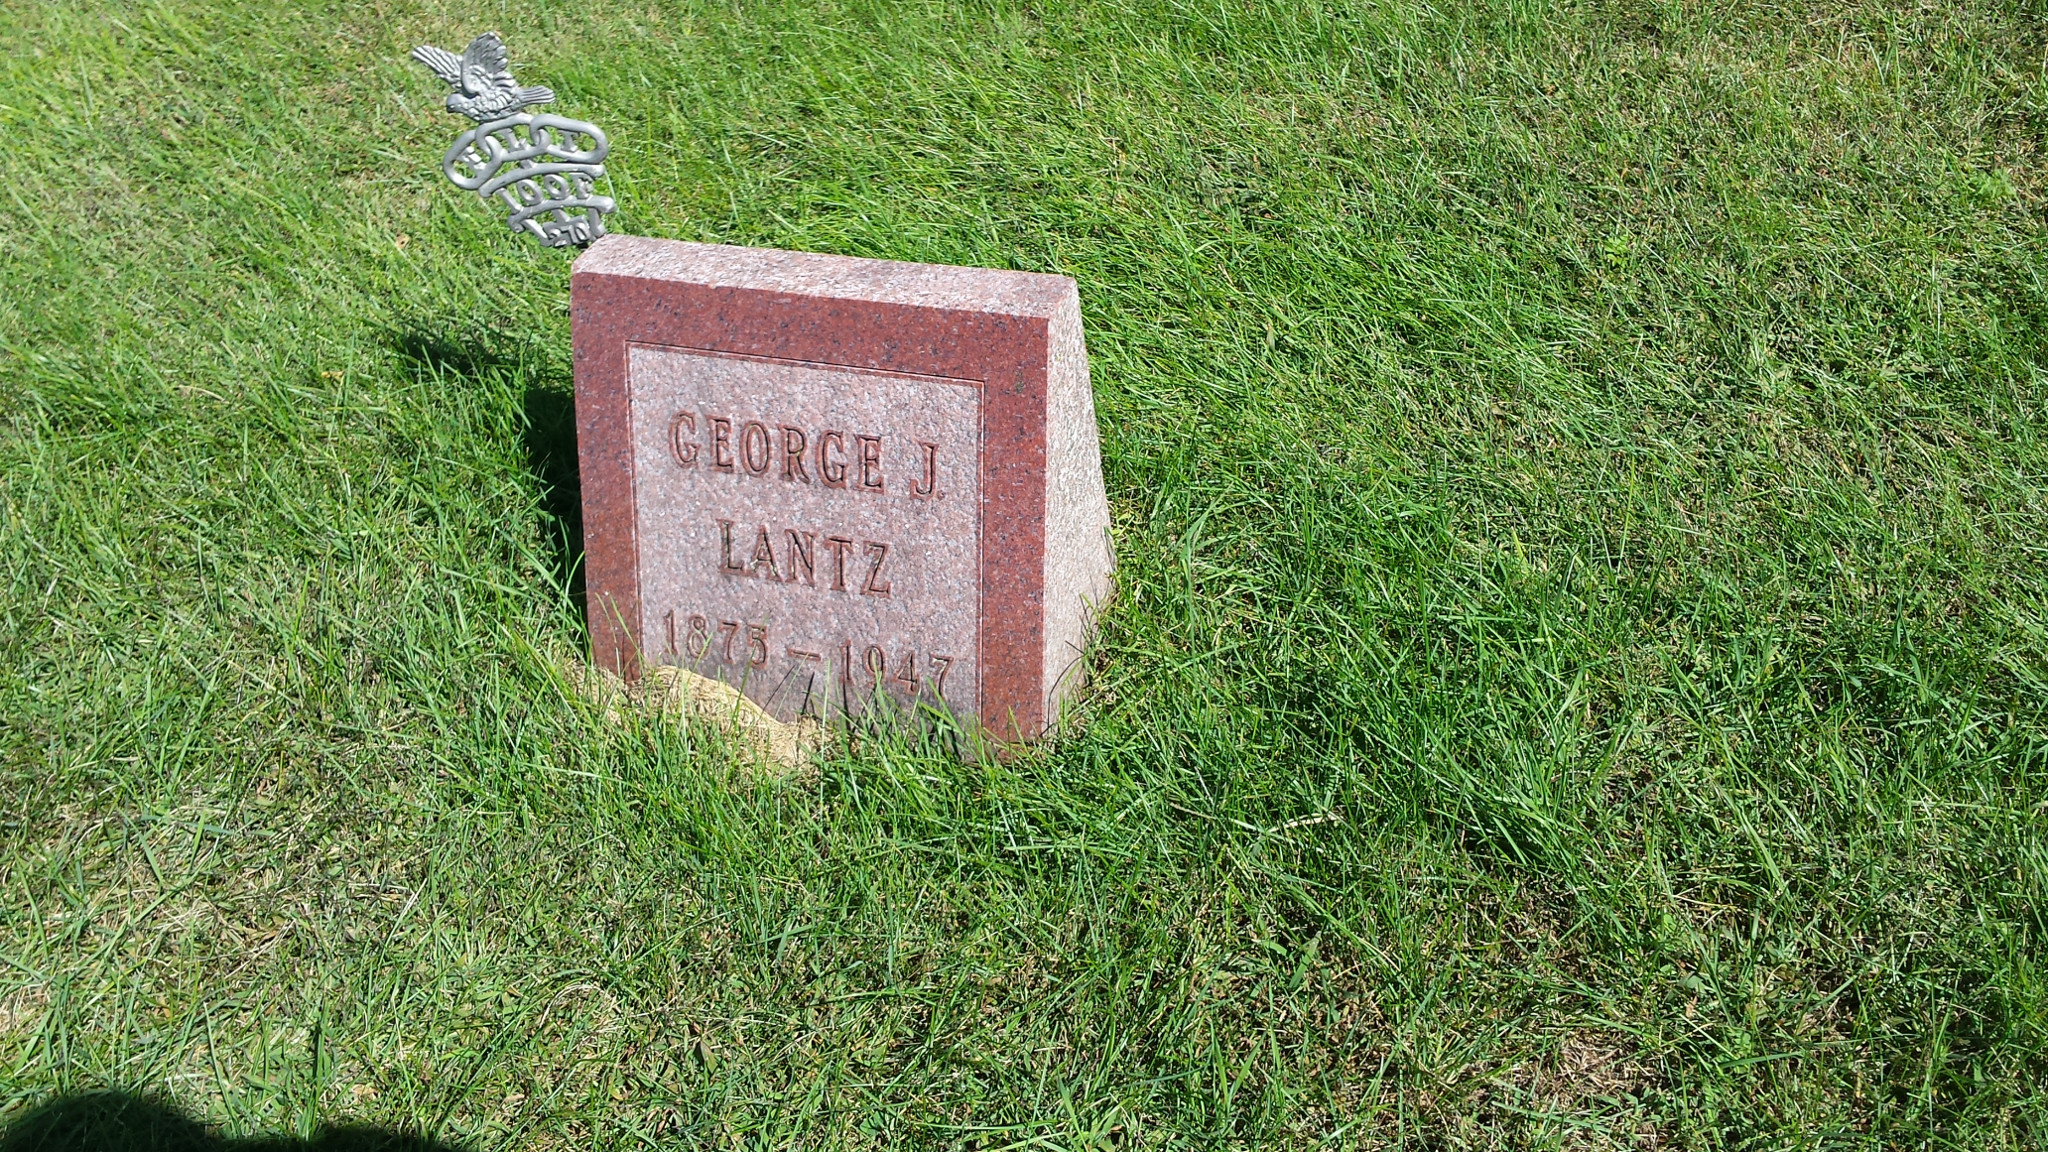 F L T
IOOF
GEORGE J.
LANTZ
1875 – 1947